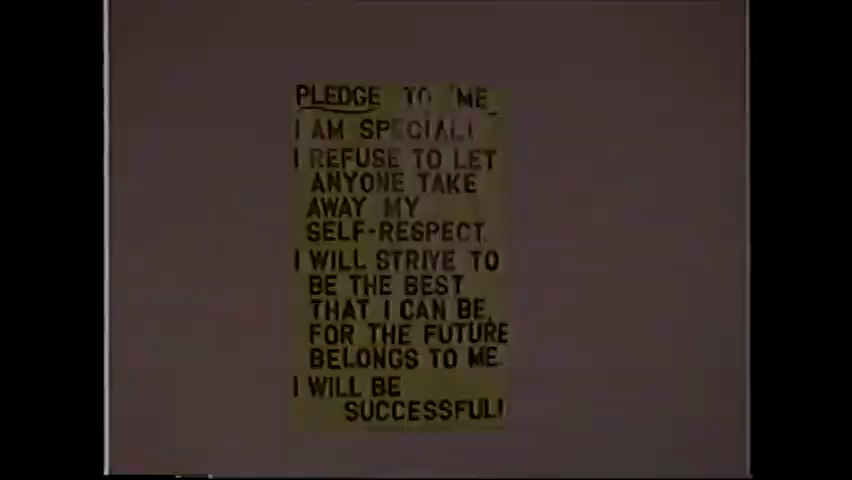 PLEDGE TO ME
I AM SPECIAL!
I REFUSE TO LET
ANYONE TAKE
AWAY MY
SELF-RESPECT.
I WILL STRIVE TO
BE THE BEST
THAT I CAN BE,
FOR THE FUTURE
BELONGS TO ME.
I WILL BE
SUCCESSFUL!